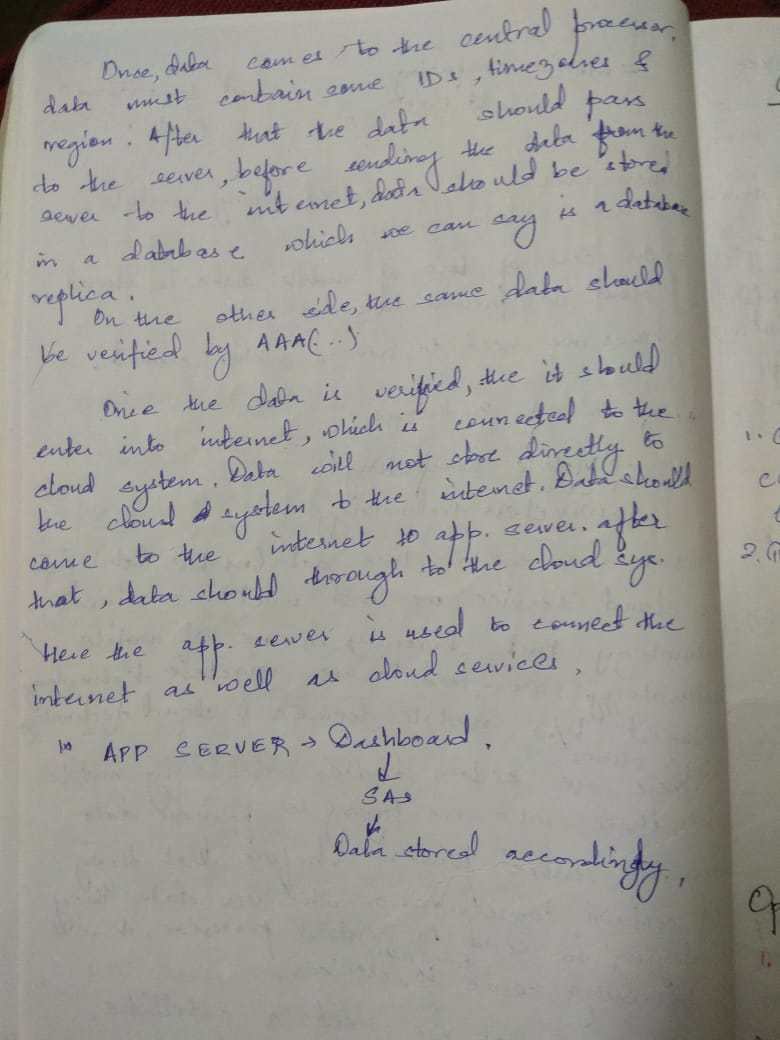 Once, data comes to the central processor,
data must contain some IDs, timezones &
region. After that the data should pass
to the server, before sending the data from the
server to the internet, data should be stored
in a database which we can say is a database
replica.
On the other side, the same data should
be verified by AAA(...)
Once the data is verified, the it should
enter into internet, which is connected to the
cloud system. Data will not store directly to
the cloud system to the internet. Data should
come to the internet to app. server. after
that, data should through to the cloud sys.
Here the app. server is used to connect the
internet as well as cloud services,
APP SERVER → Dashboard.
↓
SAS
↓
Data stored accordingly,
1.
2.
Op
1.